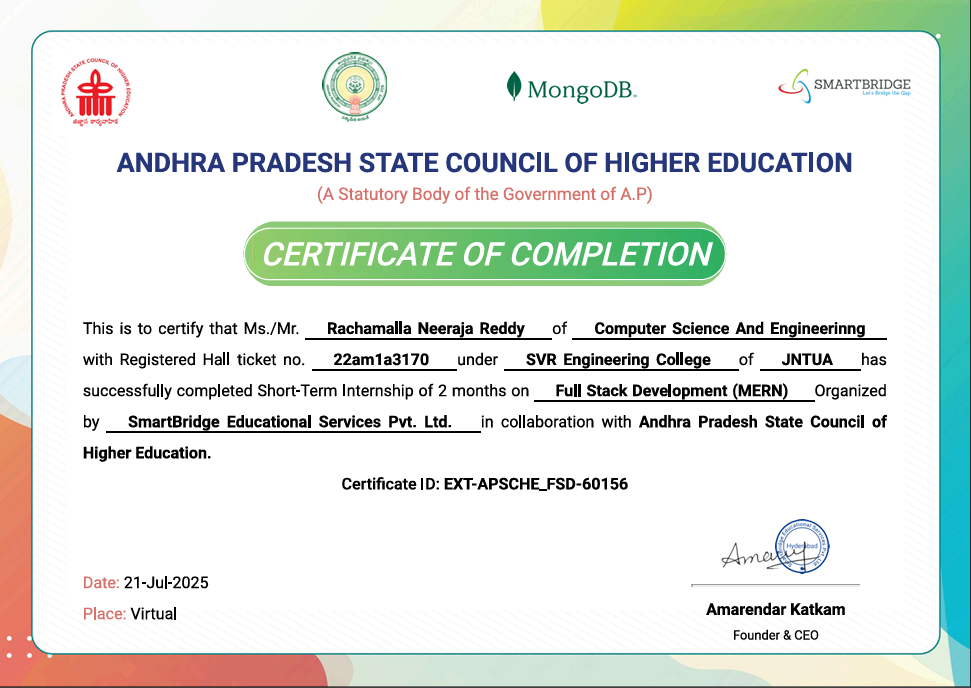 ANDHRA PRADESH STATE COUNCIL OF HIGHER EDUCATION
MongoDB.
SMARTBRIDGE
Let's Bridge the Gap
ANDHRA PRADESH STATE COUNCIL OF HIGHER EDUCATION
(A Statutory Body of the Government of A.P)
CERTIFICATE OF COMPLETION
This is to certify that Ms./Mr. Rachamalla Neeraja Reddy of Computer Science And Engineerinng
with Registered Hall ticket no. 22am1a3170 under SVR Engineering College of JNTUA has
successfully completed Short-Term Internship of 2 months on Full Stack Development (MERN) Organized
by SmartBridge Educational Services Pvt. Ltd. in collaboration with Andhra Pradesh State Council of
Higher Education.
Certificate ID: EXT-APSCHE_FSD-60156
Hyderabad
Date: 21-Jul-2025
Place: Virtual
Amarendar Katkam
Founder & CEO